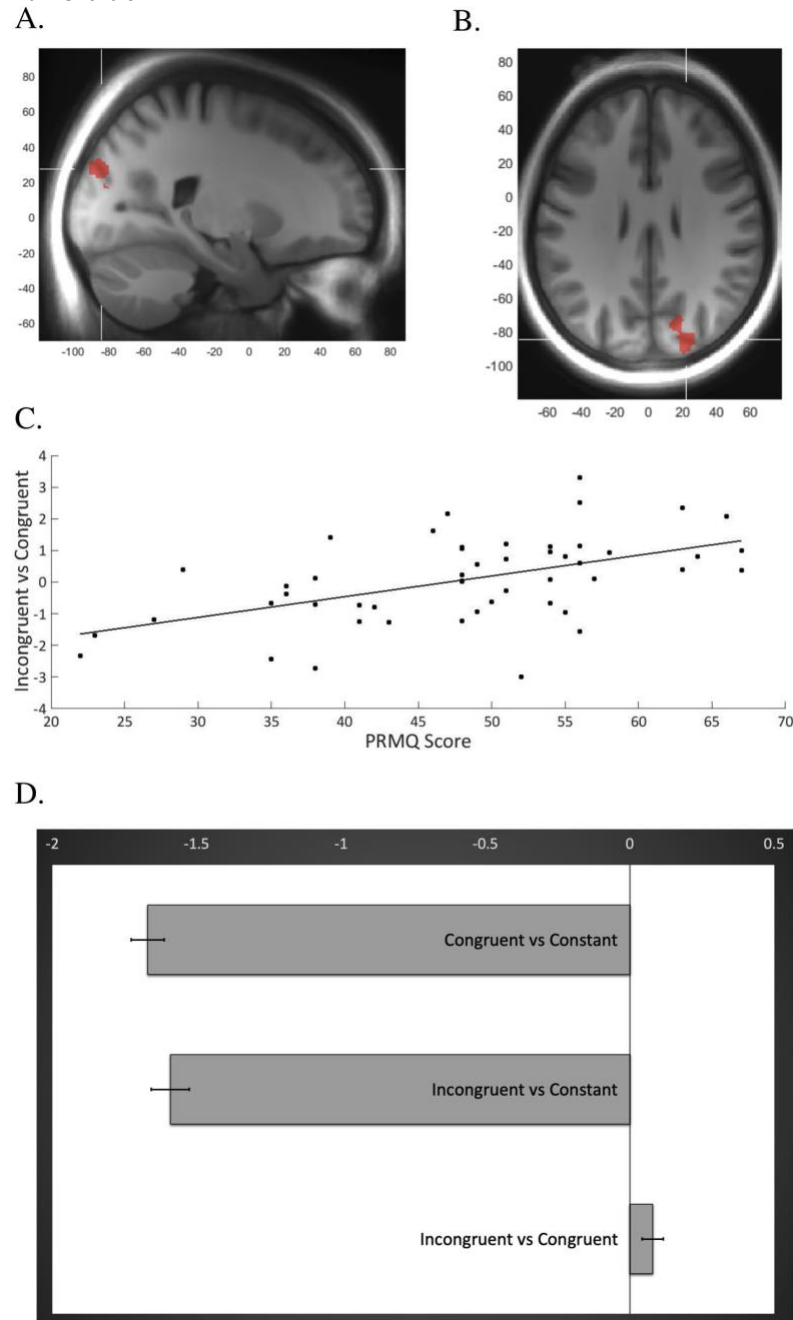 A.
B.
80
60
40
20
0
-20
-40
-60
-100 -80 -60 -40 -20 0 20 40 60 80
80
60
40
20
0
-20
-40
-60
-80
-100
-60 -40 -20 0 20 40 60
C.
Incongruent vs Congruent
4
3
2
1
0
-1
-2
-3
-4
20 25 30 35 40 45 50 55 60 65 70
PRMQ Score
D.
-2 -1.5 -1 -0.5 0 0.5
Congruent vs Constant
Incongruent vs Constant
Incongruent vs Congruent